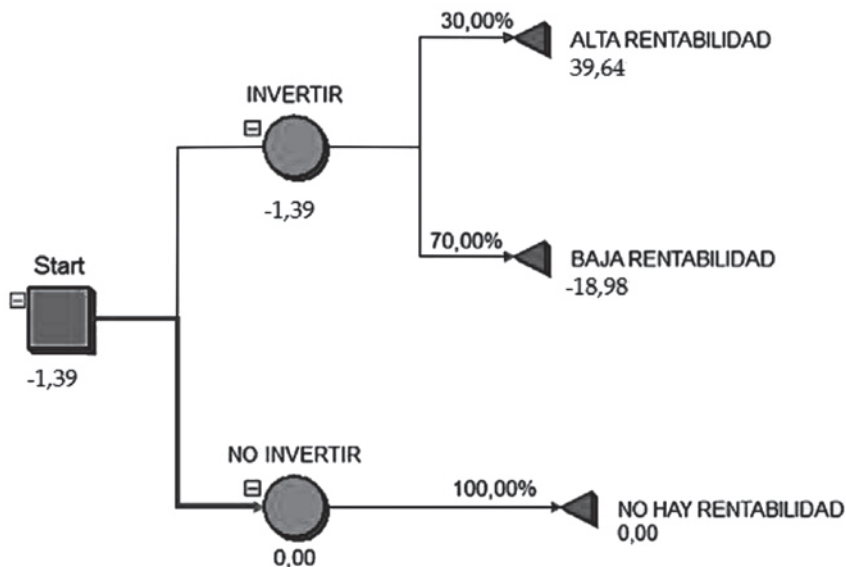 30,00%
ALTA RENTABILIDAD
39,64
INVERTIR
-1,39
70,00%
BAJA RENTABILIDAD
-18,98
Start
-1,39
NO INVERTIR
100,00%
NO HAY RENTABILIDAD
0,00
0,00